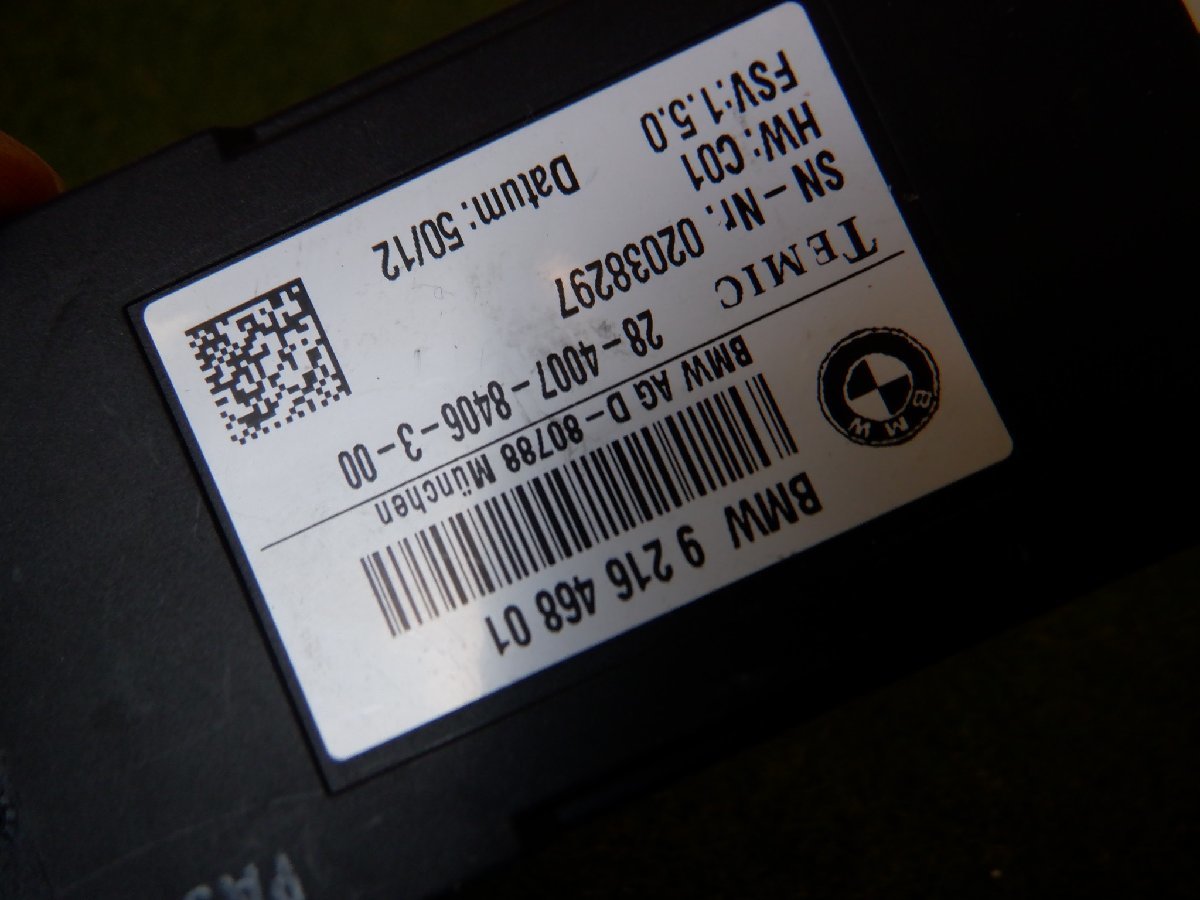 BMW 9 216 468 01
BMW
BMW AG D-80788 München
TEMIC 28-4007-8406-3-00
SN-Nr. 02038297
HW: C01
FSV:1.5.0 Datum: 50/12